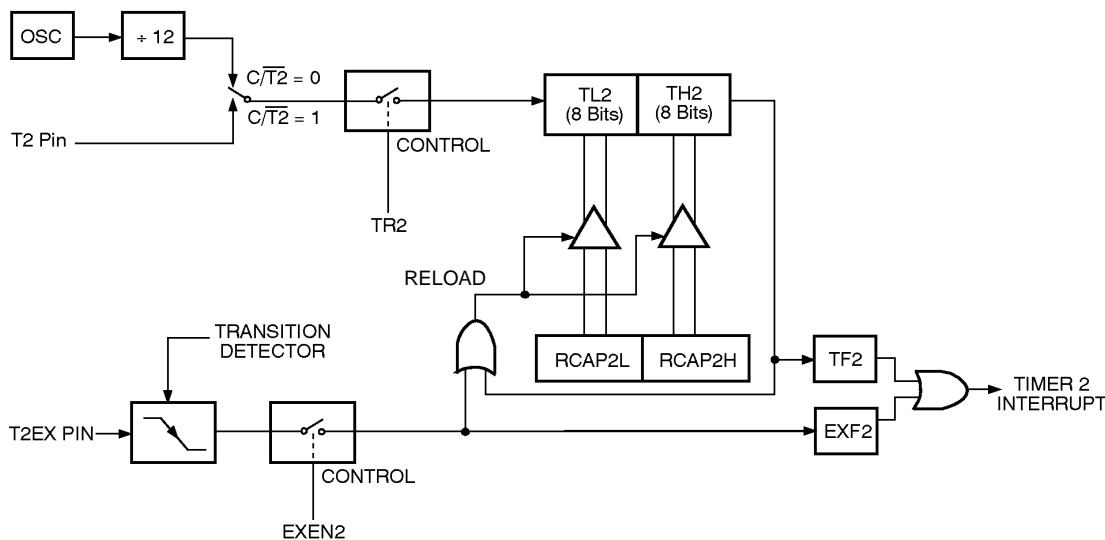 OSC
÷ 12
C/T2̅ = 0
C/T2̅ = 1
T2 Pin
CONTROL
TR2
TL2
(8 Bits)
TH2
(8 Bits)
RELOAD
RCAP2L
RCAP2H
TRANSITION
DETECTOR
T2EX PIN
CONTROL
EXEN2
TF2
EXF2
TIMER 2
INTERRUPT